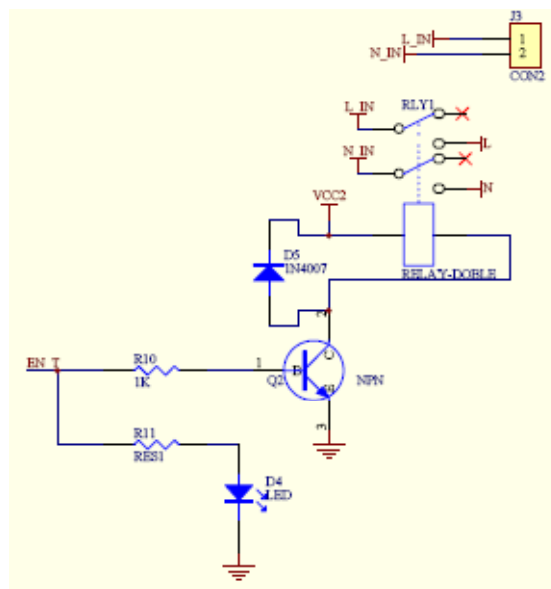 J3
L_IN
1
N_IN
2
CON2
L_IN
RLY1
L
N_IN
N
VCC2
D5
1N4007
RELAY-DOBLE
2
C
EN_T
R10
1
B
1K
Q2
E
NPN
3
R11
RES1
D4
LED